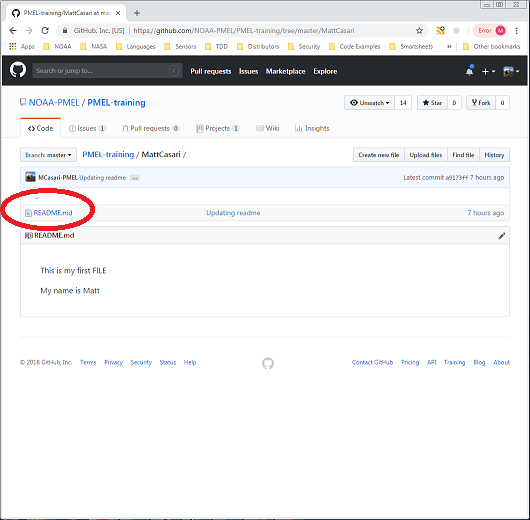 PMEL-training/MattCasari at ma
GitHub, Inc. [US] https://github.com/NOAA-PMEL/PMEL-training/tree/master/MattCasari Error M
Apps NOAA NASA Languages Sensors TDD Distributors Security Code Examples Smartsheets » Other bookmarks
Search or jump to... / Pull requests Issues Marketplace Explore
NOAA-PMEL / PMEL-training Unwatch 14 Star 0 Fork 0
Code Issues 1 Pull requests 0 Projects 1 Wiki Insights
Branch: master PMEL-training / MattCasari / Create new file Upload files Find file History
MCasari-PMEL Updating readme ... Latest commit a9173ff 7 hours ago
..
README.md Updating readme 7 hours ago
README.md
This is my first FILE
My name is Matt
© 2018 GitHub, Inc. Terms Privacy Security Status Help Contact GitHub Pricing API Training Blog About